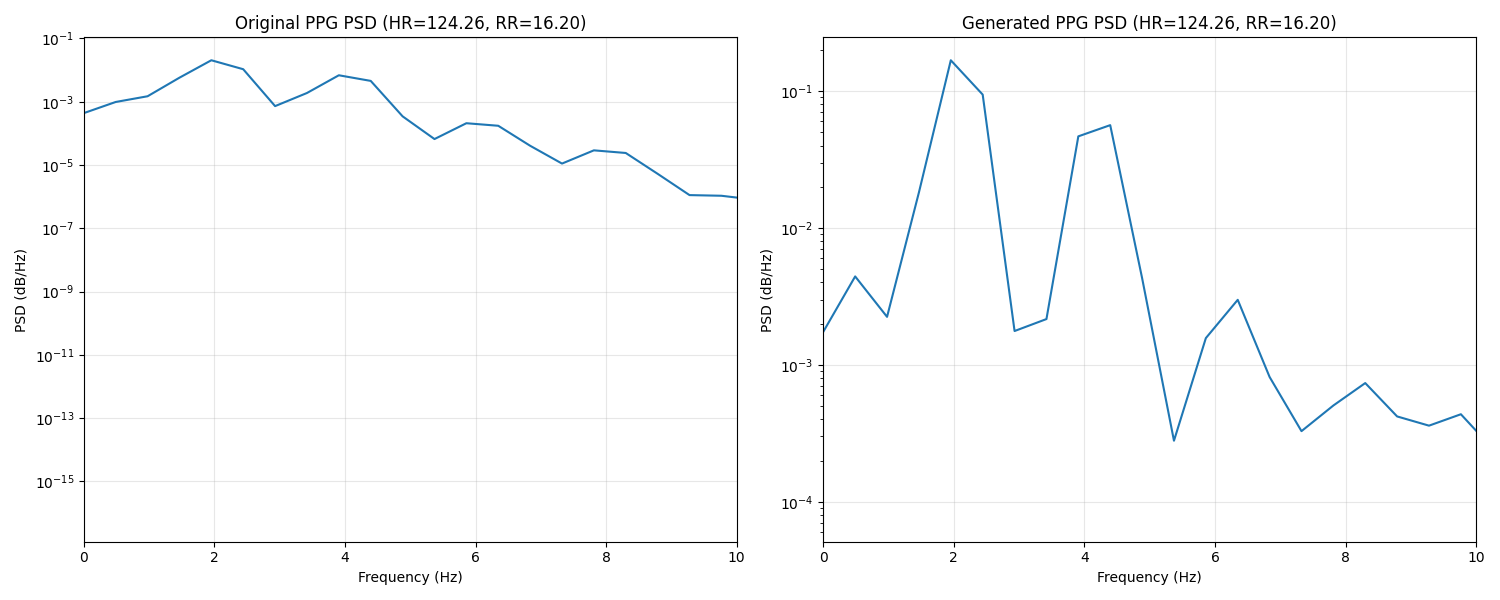 Original PPG PSD (HR=124.26, RR=16.20)
PSD (dB/Hz)
10⁻¹
10⁻³
10⁻⁵
10⁻⁷
10⁻⁹
10⁻¹¹
10⁻¹³
10⁻¹⁵
0 2 4 6 8 10
Frequency (Hz)
Generated PPG PSD (HR=124.26, RR=16.20)
PSD (dB/Hz)
10⁻¹
10⁻²
10⁻³
10⁻⁴
0 2 4 6 8 10
Frequency (Hz)